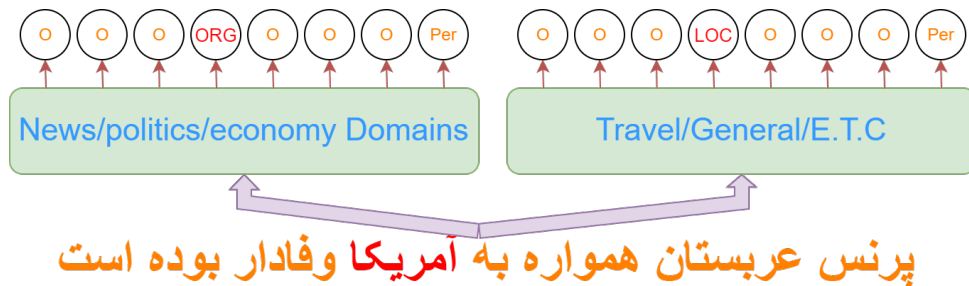 O O O ORG O O O Per O O O LOC O O O Per
News/politics/economy Domains Travel/General/E.T.C
پرنس عربستان همواره به آمریکا وفادار بوده است